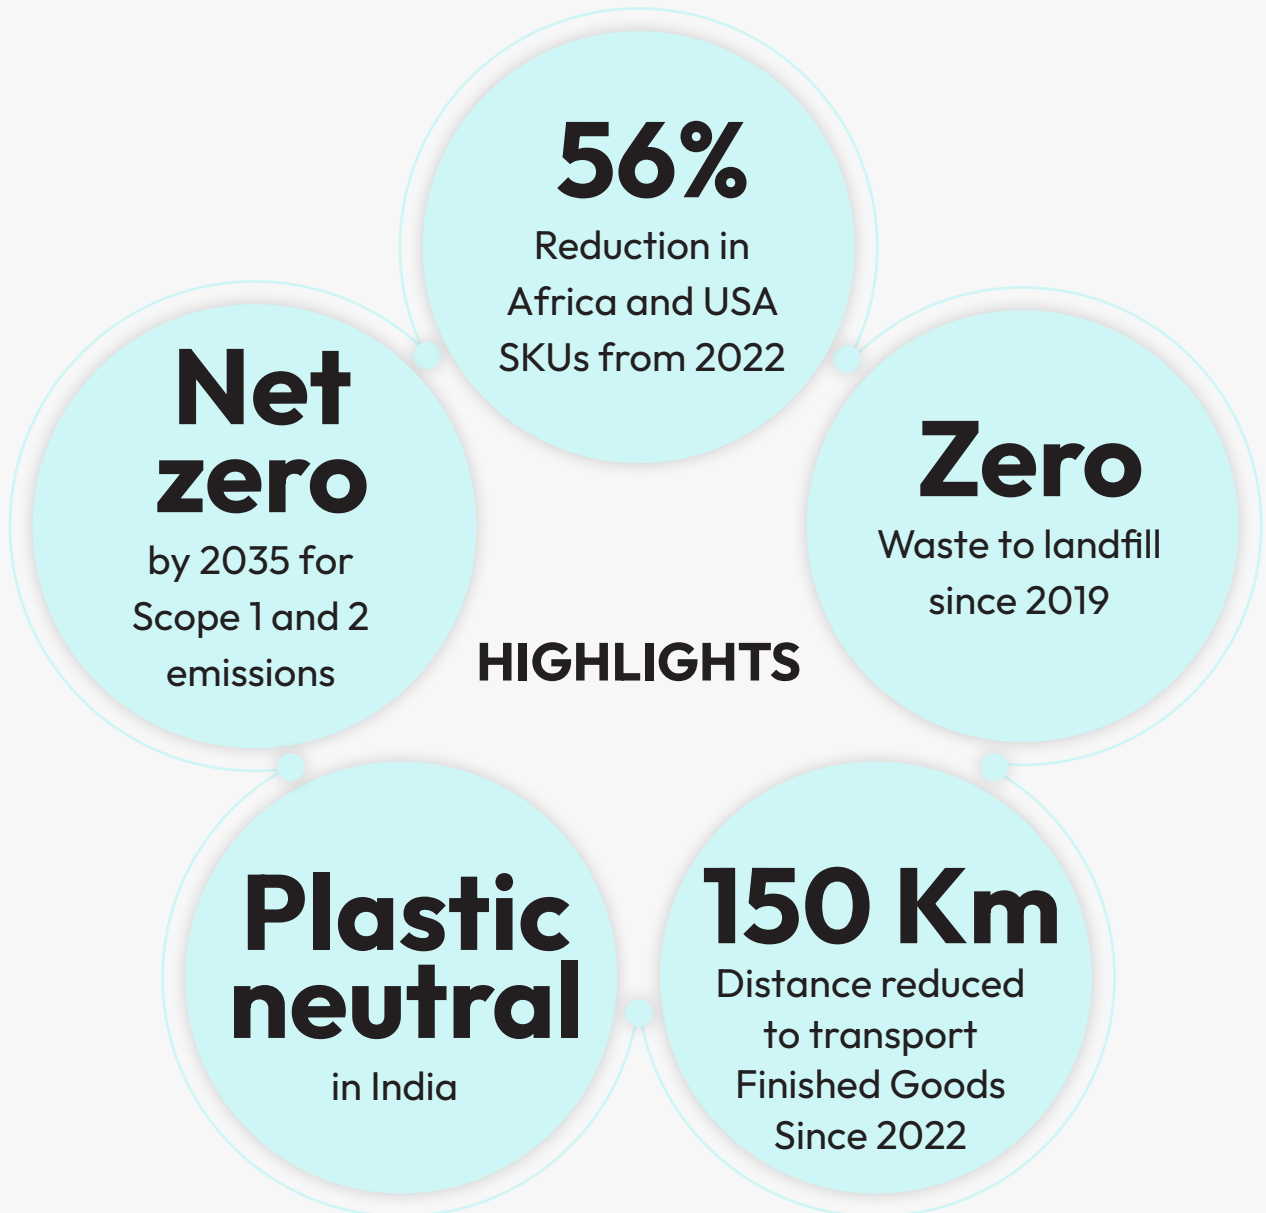 56%
Reduction in
Africa and USA
SKUs from 2022
Net
zero
by 2035 for
Scope 1 and 2
emissions
Zero
Waste to landfill
since 2019
HIGHLIGHTS
Plastic
neutral
in India
150 Km
Distance reduced
to transport
Finished Goods
Since 2022